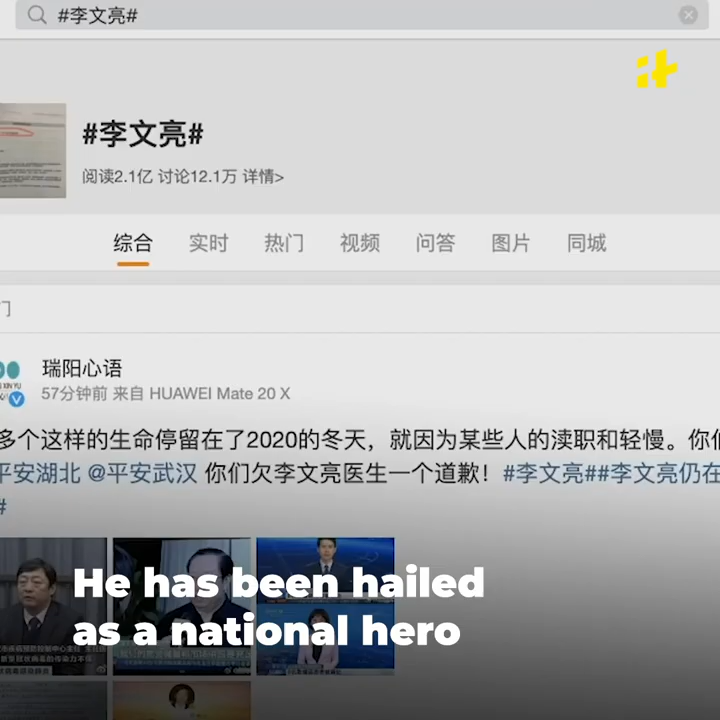 #李文亮#
#李文亮#
阅读2.1亿 讨论12.1万 详情>
综合 实时 热门 视频 问答 图片 同城
门
瑞阳心语
57分钟前 来自 HUAWEI Mate 20 X
多个这样的生命停留在了2020的冬天，就因为某些人的渎职和轻慢。你们
平安湖北 @平安武汉 你们欠李文亮医生一个道歉！#李文亮##李文亮仍在
#
He has been hailed
as a national hero